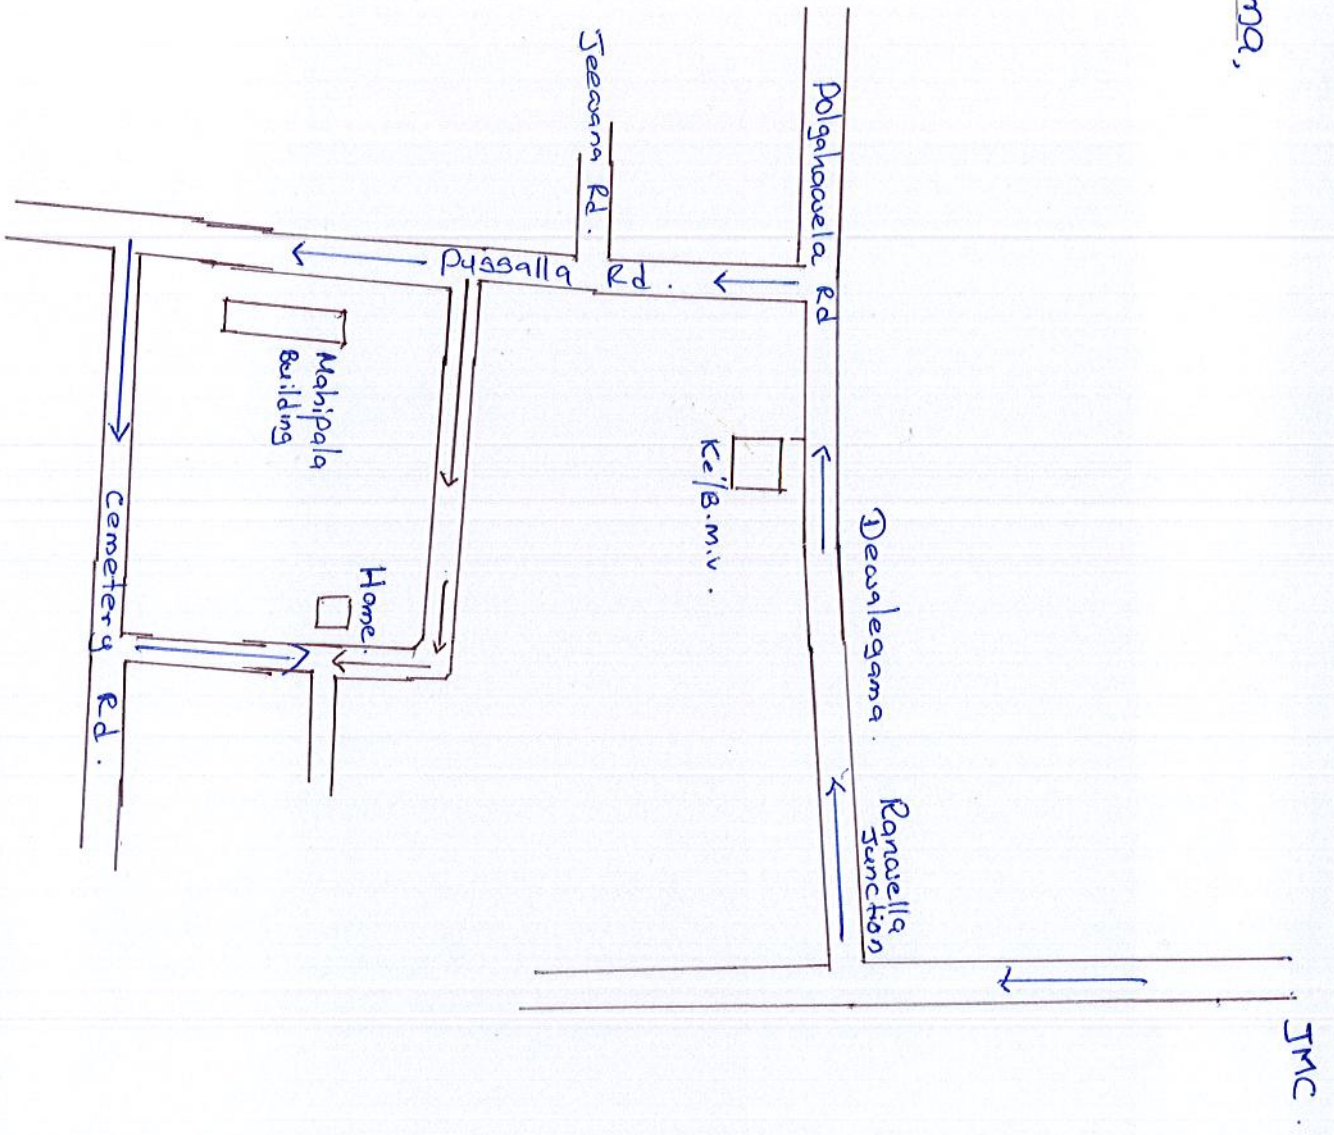 JMC.
Ranwella
Junction
Dewalegama.
Polgahawela Rd
Ke/B.M.V.
Pussalla Rd.
Jeewana Rd.
Home.
Mahipala
Building
Cemetery Rd.